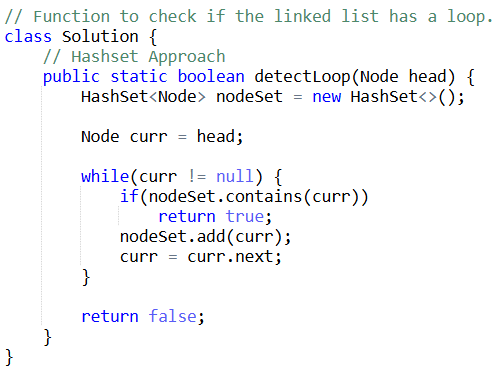 // Function to check if the linked list has a loop.
class Solution {
    // Hashset Approach
    public static boolean detectLoop(Node head) {
        HashSet<Node> nodeSet = new HashSet<>();
        Node curr = head;
        while(curr != null) {
            if(nodeSet.contains(curr))
                return true;
            nodeSet.add(curr);
            curr = curr.next;
        }
        return false;
    }
}